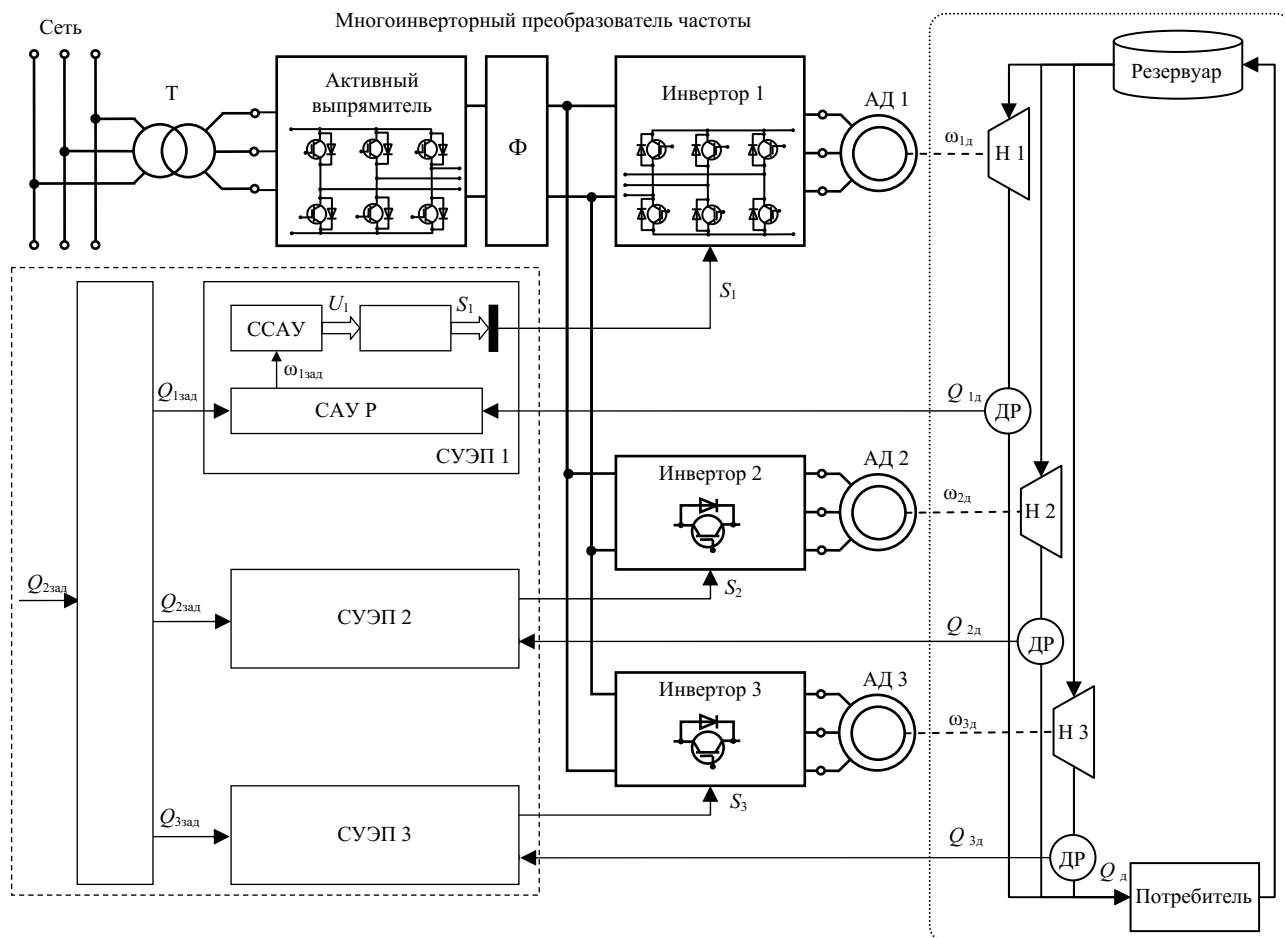 Многоинверторный преобразователь частоты
Сеть
Т
Активный
выпрямитель
Ф
Инвертор 1
АД 1
ω1д
Н 1
Резервуар
S1
U1
S1
ССАУ
ω1зад
Q1зад
САУ Р
СУЭП 1
Q 1д
ДР
Инвертор 2
АД 2
ω2д
Н 2
Q2зад
Q2зад
СУЭП 2
S2
Q 2д
ДР
Инвертор 3
АД 3
ω3д
Н 3
Q3зад
СУЭП 3
S3
Q 3д
ДР
Q д
Потребитель